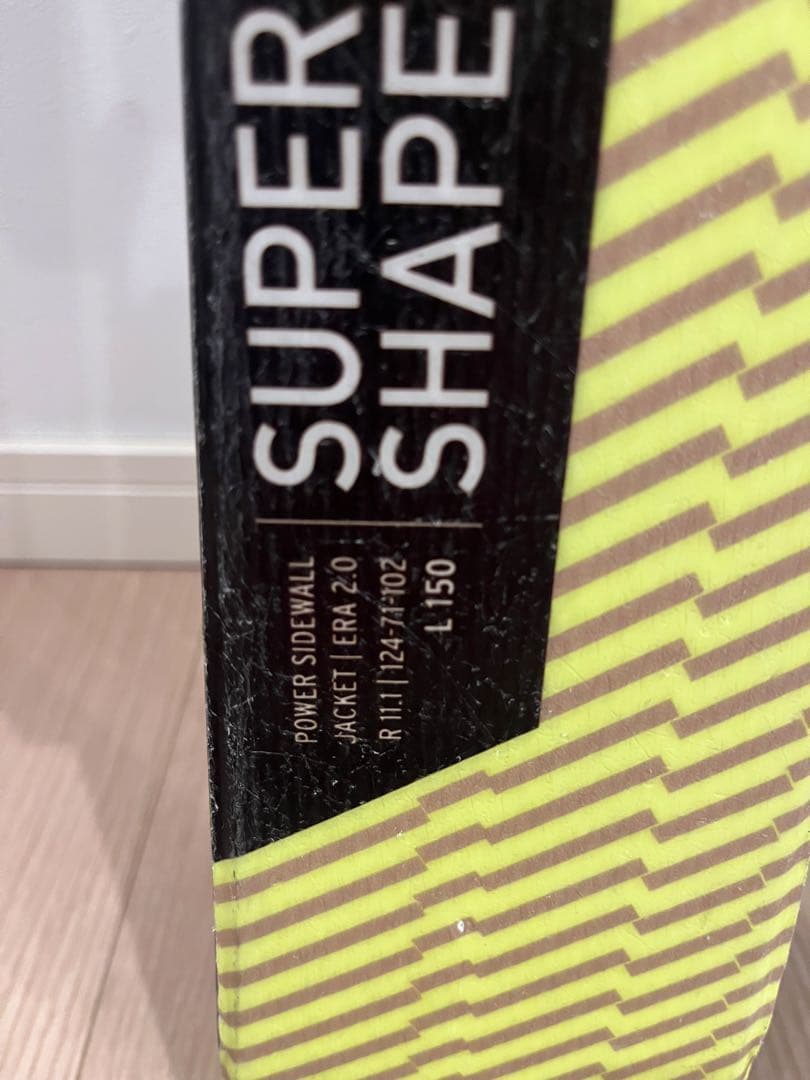 SUPER
SHAPE
POWER SIDEWALL
JACKET | ERA 2.0
R 11.1 | 124-71-102
L 150